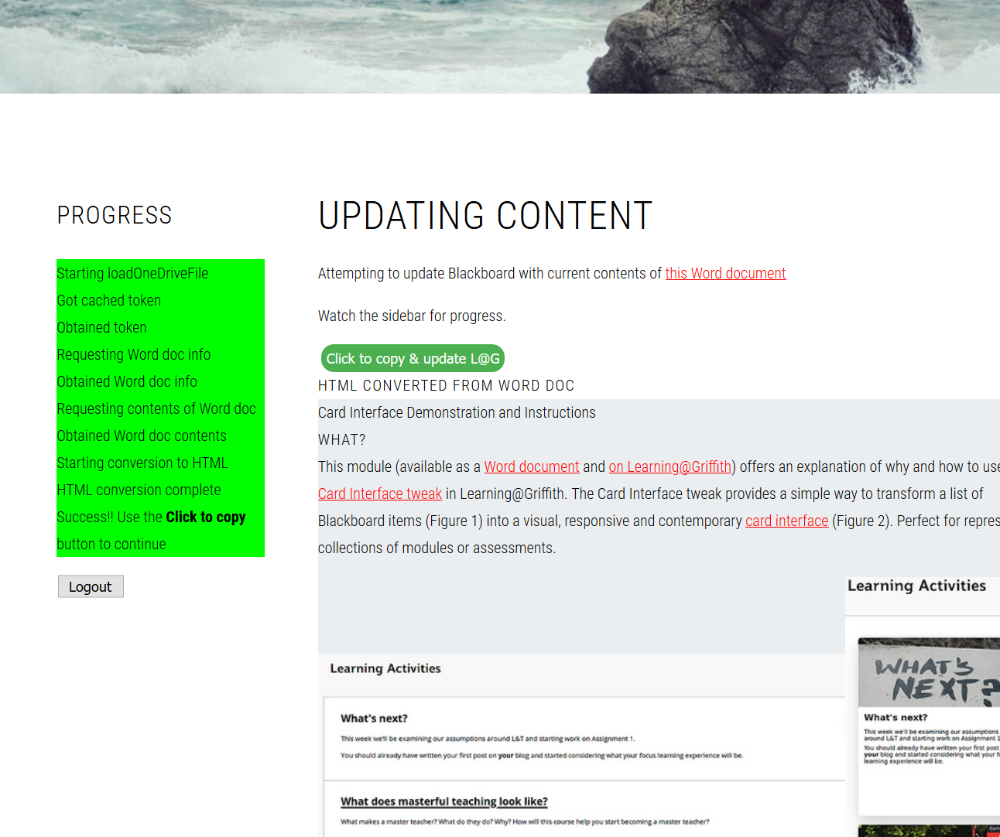 PROGRESS
Starting loadOneDriveFile
Got cached token
Obtained token
Requesting Word doc info
Obtained Word doc info
Requesting contents of Word doc
Obtained Word doc contents
Starting conversion to HTML
HTML conversion complete
Success!! Use the Click to copy
button to continue
Logout
UPDATING CONTENT
Attempting to update Blackboard with current contents of this Word document
Watch the sidebar for progress.
Click to copy & update L@G
HTML CONVERTED FROM WORD DOC
Card Interface Demonstration and Instructions
WHAT?
This module (available as a Word document and on Learning@Griffith) offers an explanation of why and how to use
Card Interface tweak in Learning@Griffith. The Card Interface tweak provides a simple way to transform a list of
Blackboard items (Figure 1) into a visual, responsive and contemporary card interface (Figure 2). Perfect for repres
collections of modules or assessments.
Learning Activities
What's next?
This week we'll be examining our assumptions around L&T and starting work on Assignment 1.
You should already have written your first post on your blog and started considering what your focus learning experience will be.
What does masterful teaching look like?
What makes a master teacher? What do they do? Why? How will this course help you start becoming a master teacher?
Learning Activities
WHAT'S
NEXT?
What's next?
This week we'll be examining our assumptions
around L&T and starting work on Assignment 1
You should already have written your first post
your blog and started considering what your f
learning experience will be.
Com